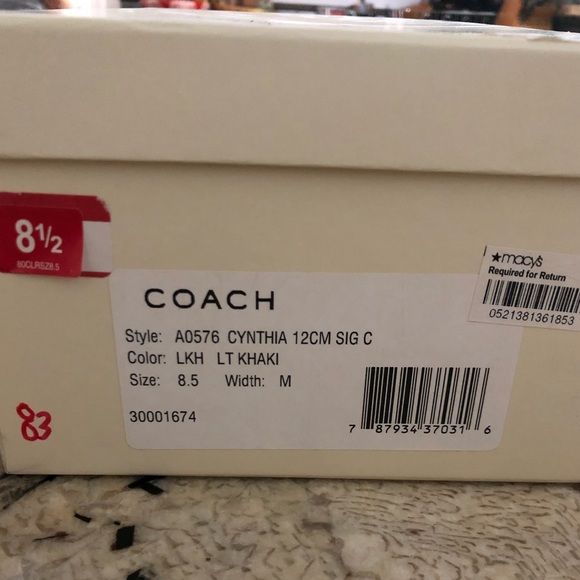 8½
80CLRSZ8.5
★macy's
Required for Return
0521381361853
COACH
Style: A0576 CYNTHIA 12CM SIG C
Color: LKH LT KHAKI
Size: 8.5 Width: M
30001674
7 87934 37031 6
83